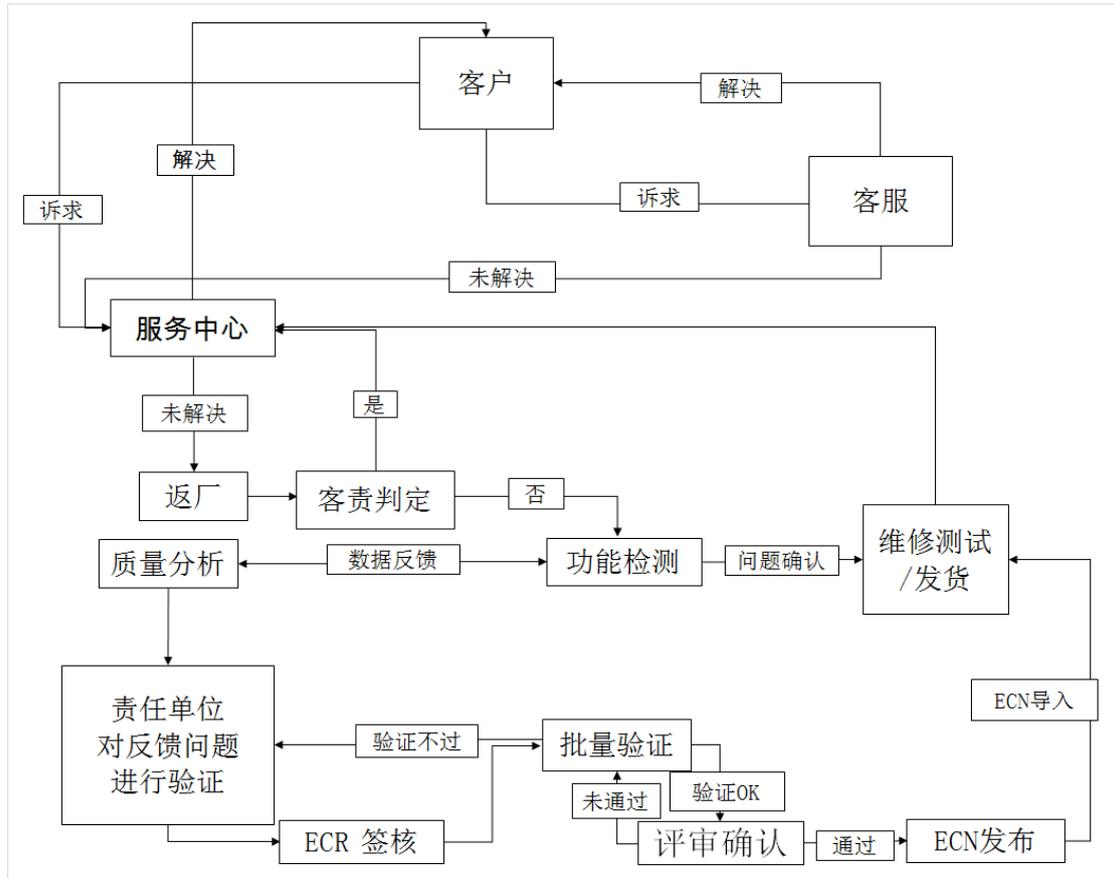 客户
解决
解决
客服
诉求
诉求
未解决
服务中心
是
未解决
返厂
客责判定
否
维修测试
/发货
质量分析
数据反馈
功能检测
问题确认
责任单位
对反馈问题
进行验证
ECN导入
验证不过
批量验证
验证OK
未通过
ECR 签核
评审确认
通过
ECN发布